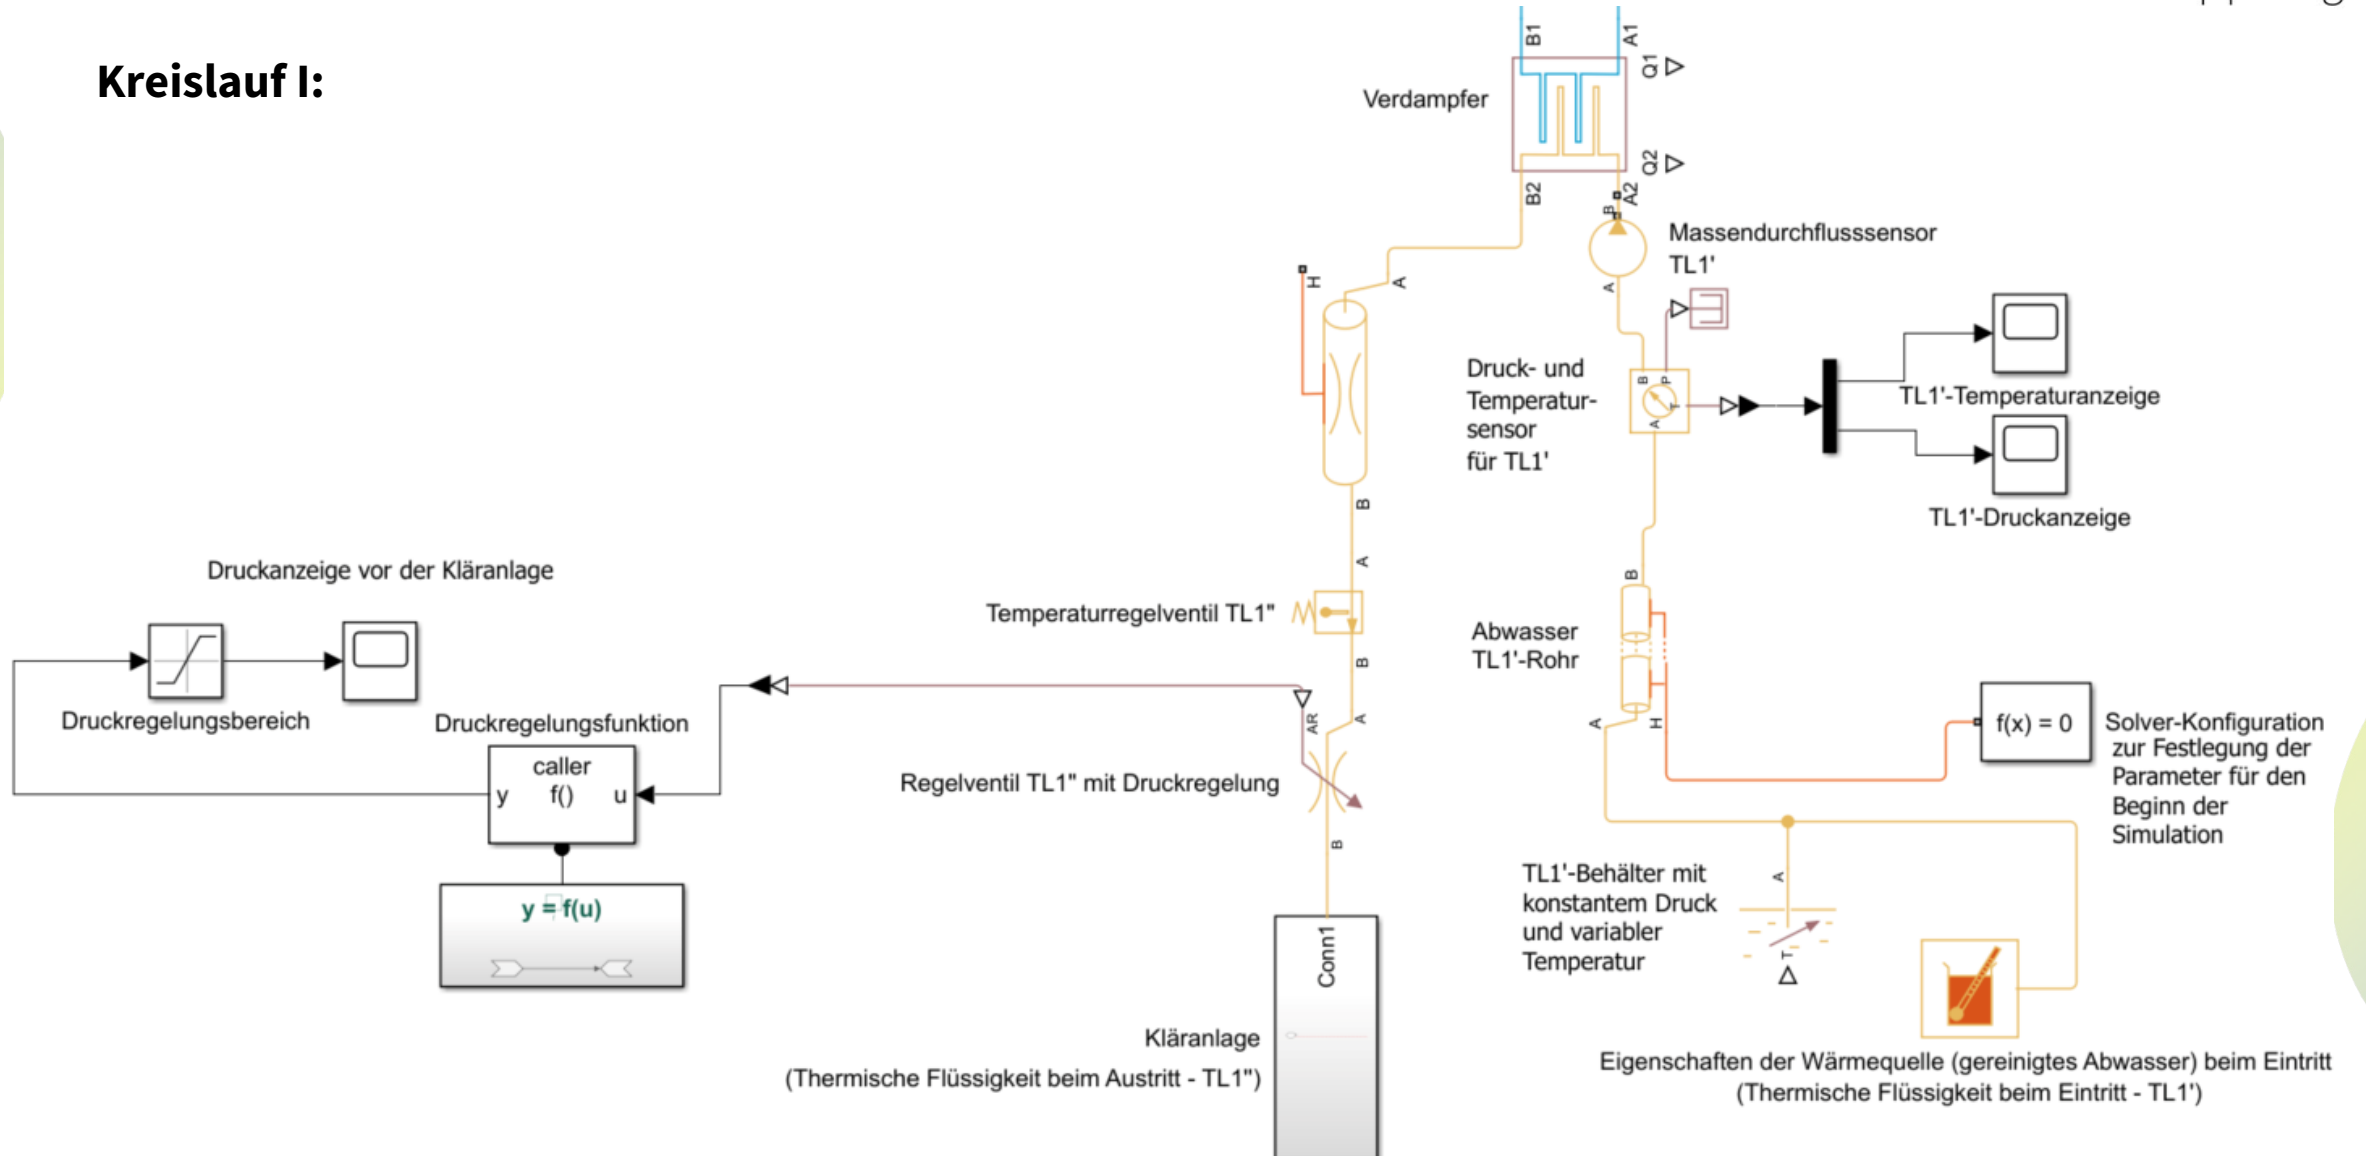 Kreislauf I:
B1
A1
Q1
Verdampfer
Q2
B2
A2
B
Massendurchflusssensor
TL1'
A
H
A
Druck- und
Temperatur-
sensor
für TL1'
B
P
T
A
TL1'-Temperaturanzeige
TL1'-Druckanzeige
B
A
Druckanzeige vor der Kläranlage
Temperaturregelventil TL1"
B
B
Abwasser
TL1'-Rohr
A
H
Druckregelungsbereich
Druckregelungsfunktion
caller
y
f()
u
y = f(u)
AR
A
Regelventil TL1" mit Druckregelung
B
f(x) = 0
Solver-Konfiguration
zur Festlegung der
Parameter für den
Beginn der
Simulation
TL1'-Behälter mit
konstantem Druck
und variabler
Temperatur
A
T
Conn1
Kläranlage
(Thermische Flüssigkeit beim Austritt - TL1")
Eigenschaften der Wärmequelle (gereinigtes Abwasser) beim Eintritt
(Thermische Flüssigkeit beim Eintritt - TL1')